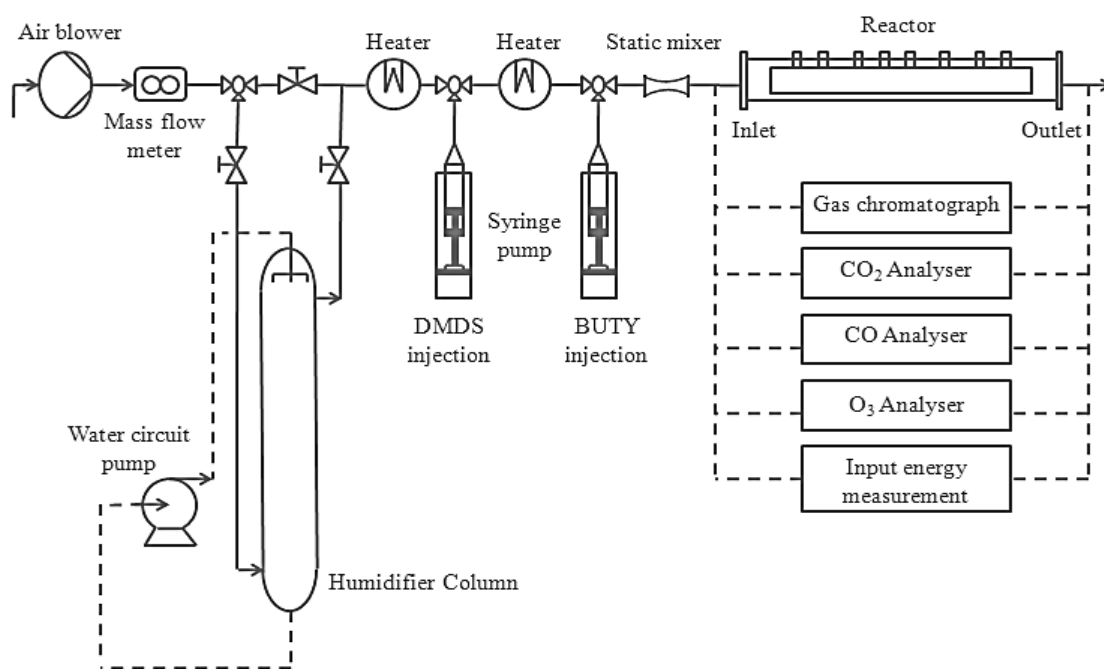 Air blower
Mass flow
meter
Heater
Heater
Static mixer
Reactor
Inlet
Outlet
Syringe
pump
DMDS
injection
BUTY
injection
Gas chromatograph
CO₂ Analyser
CO Analyser
O₃ Analyser
Input energy
measurement
Water circuit
pump
Humidifier Column